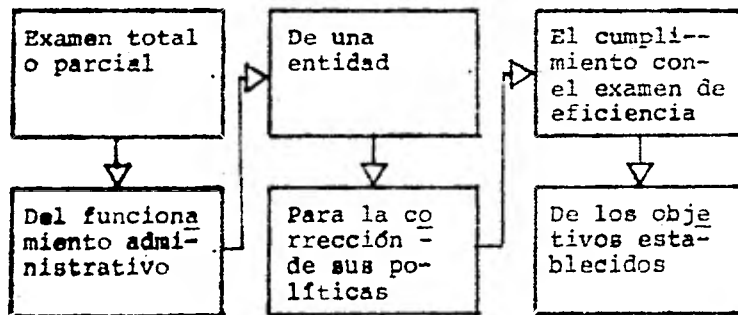 Examen total
o parcial
Del funciona
miento admi-
nistrativo
De una
entidad
Para la co
rrección -
de sus po-
líticas
El cumpli--
miento con-
el examen de
eficiencia
De los obje
tivos esta-
blecidos